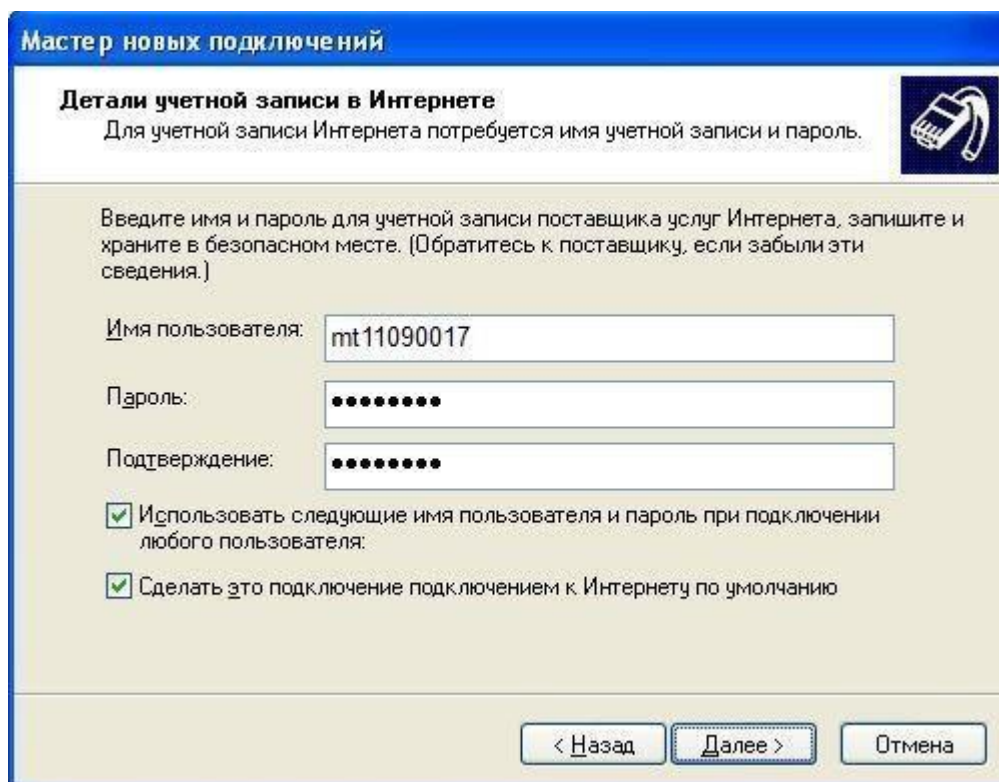 Мастер новых подключений
Детали учетной записи в Интернете
Для учетной записи Интернета потребуется имя учетной записи и пароль.
Введите имя и пароль для учетной записи поставщика услуг Интернета, запишите и
храните в безопасном месте. (Обратитесь к поставщику, если забыли эти
сведения.)
Имя пользователя: mt11090017
Пароль: ●●●●●●●●
Подтверждение: ●●●●●●●●
Использовать следующие имя пользователя и пароль при подключении
любого пользователя:
Сделать это подключение подключением к Интернету по умолчанию
< Назад Далее > Отмена